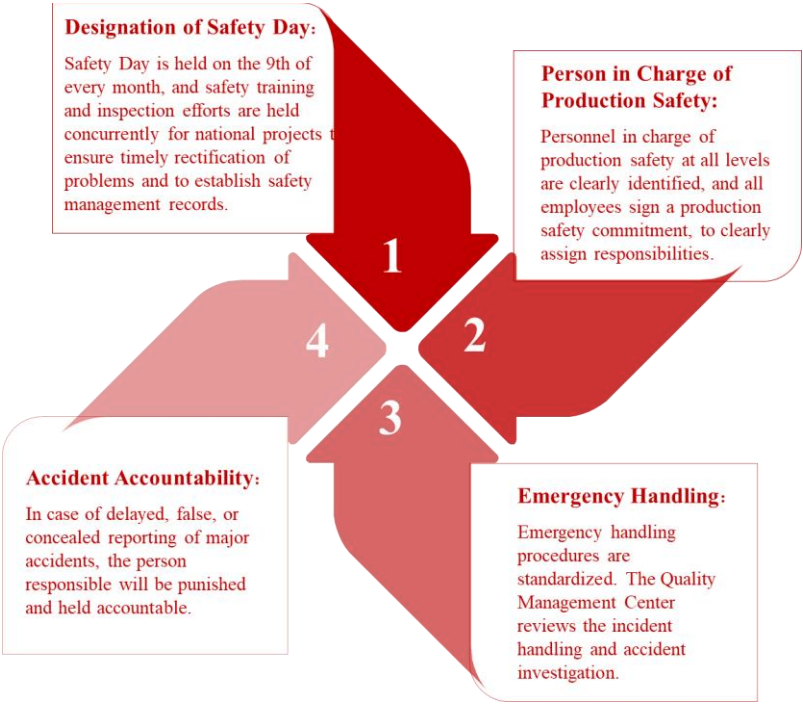 Designation of Safety Day:
Safety Day is held on the 9th of
every month, and safety training
and inspection efforts are held
concurrently for national projects t
ensure timely rectification of
problems and to establish safety
management records.
1
Person in Charge of
Production Safety:
Personnel in charge of
production safety at all levels
are clearly identified, and all
employees sign a production
safety commitment, to clearly
assign responsibilities.
2
3
Emergency Handling:
Emergency handling
procedures are
standardized. The Quality
Management Center
reviews the incident
handling and accident
investigation.
4
Accident Accountability:
In case of delayed, false, or
concealed reporting of major
accidents, the person
responsible will be punished
and held accountable.